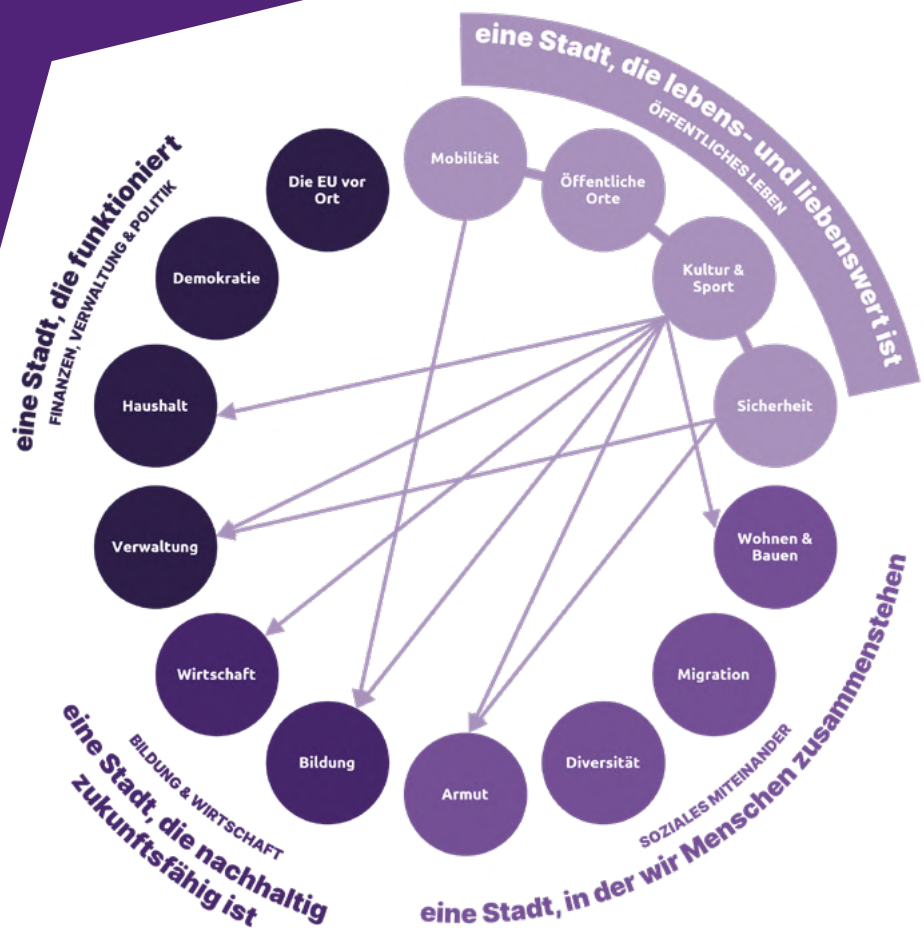 eine Stadt, die lebens- und liebenswert ist
ÖFFENTLICHES LEBEN
Mobilität
Öffentliche
Orte
Kultur &
Sport
Sicherheit
Wohnen &
Bauen
Migration
Diversität
Armut
SOZIALES MITEINANDER
eine Stadt, in der wir Menschen zusammenstehen
Bildung
Wirtschaft
BILDUNG & WIRTSCHAFT
eine Stadt, die nachhaltig
zukunftsfähig ist
Verwaltung
Haushalt
Demokratie
Die EU vor
Ort
eine Stadt, die funktioniert
FINANZEN, VERWALTUNG & POLITIK